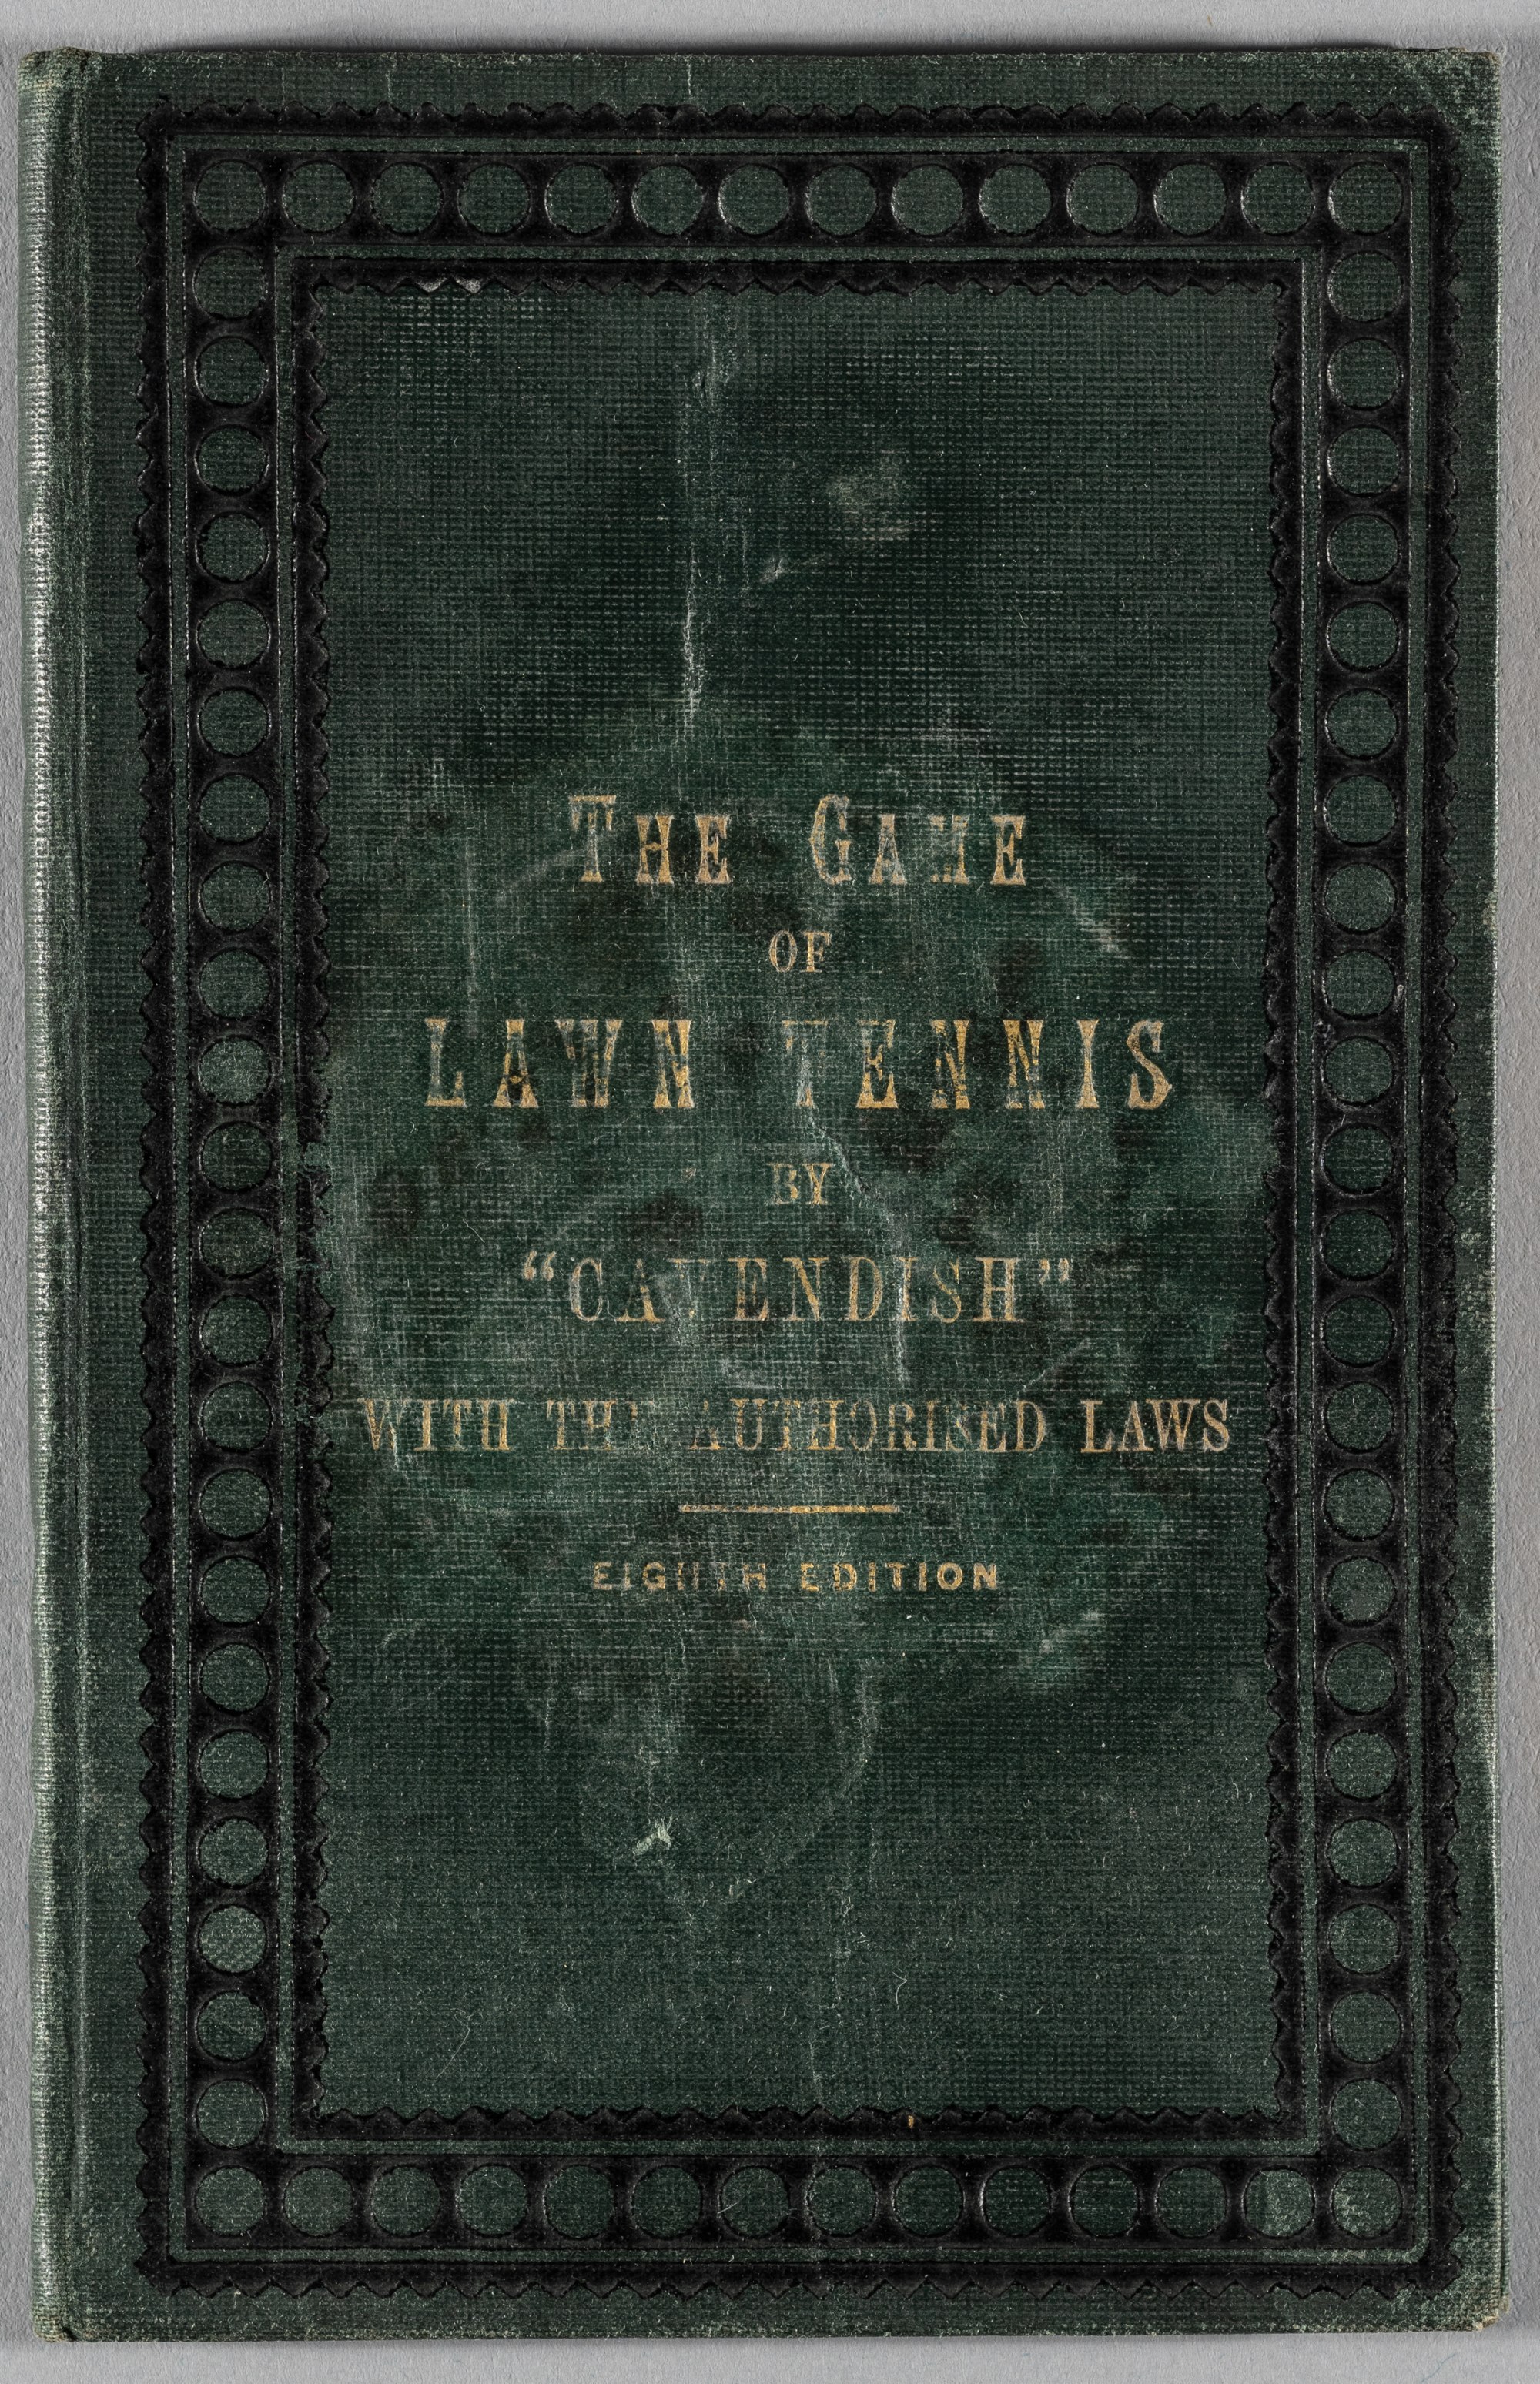 THE GAME
OF
LAWN TENNIS
BY
“CAVENDISH”
WITH THE AUTHORISED LAWS
EIGHTH EDITION